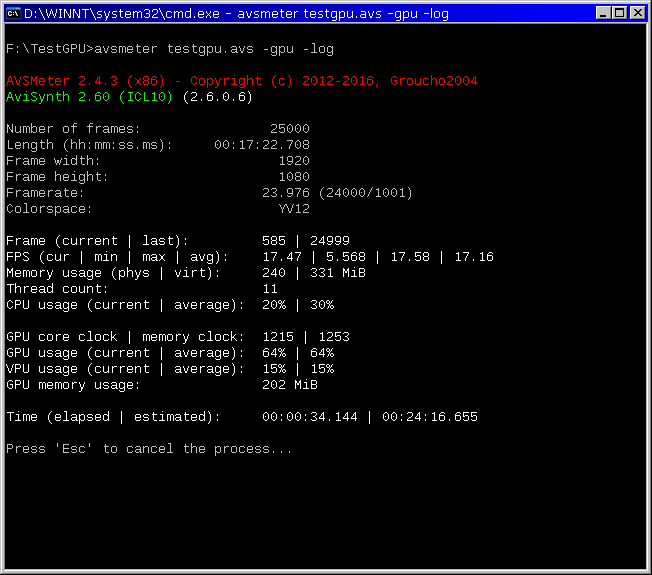 D:\WINNT\system32\cmd.exe - avsmeter testgpu.avs -gpu -log
F:\TestGPU>avsmeter testgpu.avs -gpu -log
AVSMeter 2.4.3 (x86) - Copyright (c) 2012-2016, Groucho2004
AviSynth 2.60 (ICL10) (2.6.0.6)
Number of frames: 25000
Length (hh:mm:ss.ms): 00:17:22.708
Frame width: 1920
Frame height: 1080
Framerate: 23.976 (24000/1001)
Colorspace: YV12
Frame (current | last): 585 | 24999
FPS (cur | min | max | avg): 17.47 | 5.568 | 17.58 | 17.16
Memory usage (phys | virt): 240 | 331 MiB
Thread count: 11
CPU usage (current | average): 20% | 30%
GPU core clock | memory clock: 1215 | 1253
GPU usage (current | average): 64% | 64%
VPU usage (current | average): 15% | 15%
GPU memory usage: 202 MiB
Time (elapsed | estimated): 00:00:34.144 | 00:24:16.655
Press 'Esc' to cancel the process...